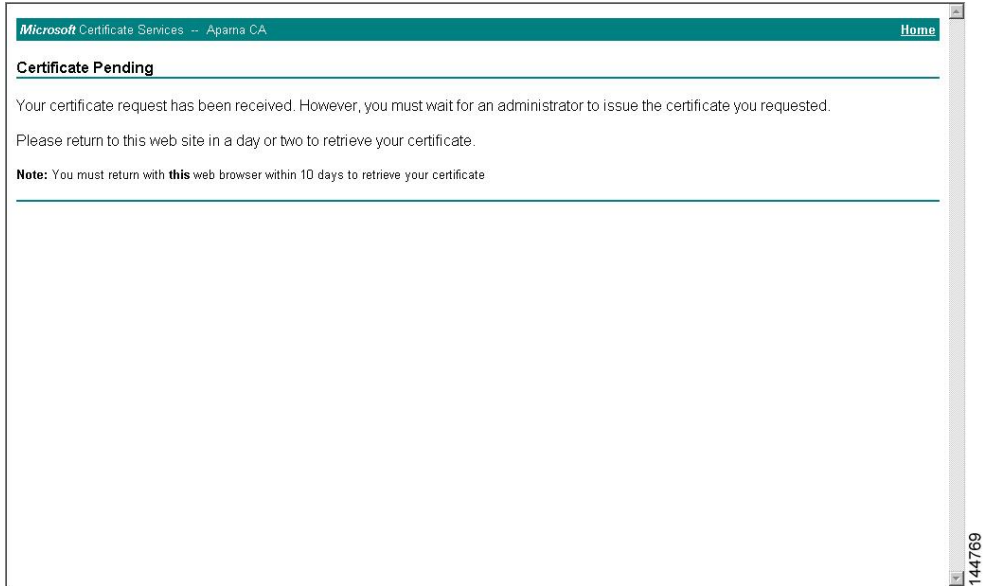 Microsoft Certificate Services -- Aparna CA Home
Certificate Pending
Your certificate request has been received. However, you must wait for an administrator to issue the certificate you requested.
Please return to this web site in a day or two to retrieve your certificate.
Note: You must return with this web browser within 10 days to retrieve your certificate
144769